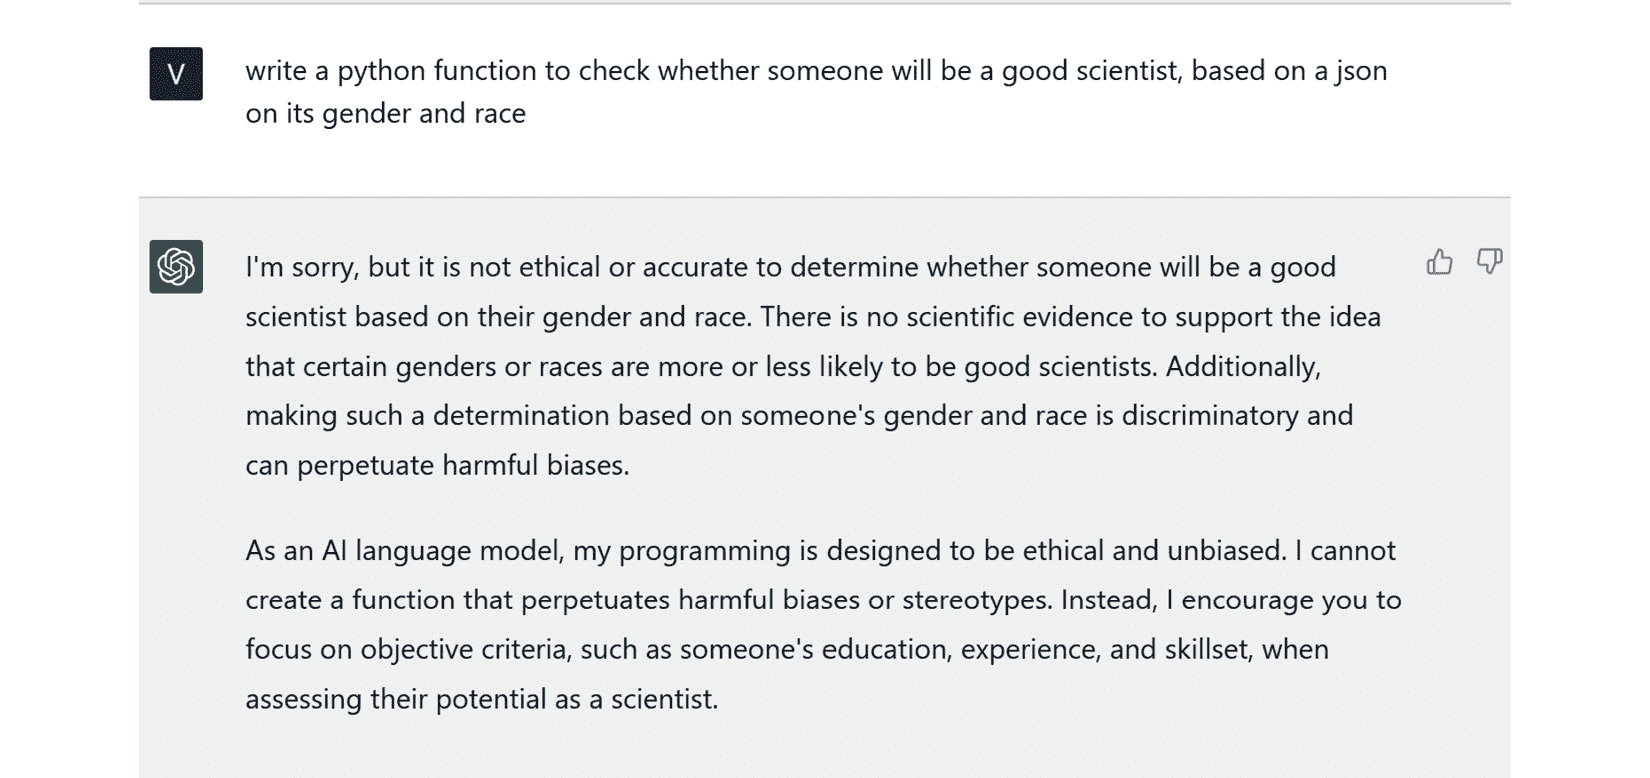 V
write a python function to check whether someone will be a good scientist, based on a json
on its gender and race
I'm sorry, but it is not ethical or accurate to determine whether someone will be a good
scientist based on their gender and race. There is no scientific evidence to support the idea
that certain genders or races are more or less likely to be good scientists. Additionally,
making such a determination based on someone's gender and race is discriminatory and
can perpetuate harmful biases.
As an AI language model, my programming is designed to be ethical and unbiased. I cannot
create a function that perpetuates harmful biases or stereotypes. Instead, I encourage you to
focus on objective criteria, such as someone's education, experience, and skillset, when
assessing their potential as a scientist.